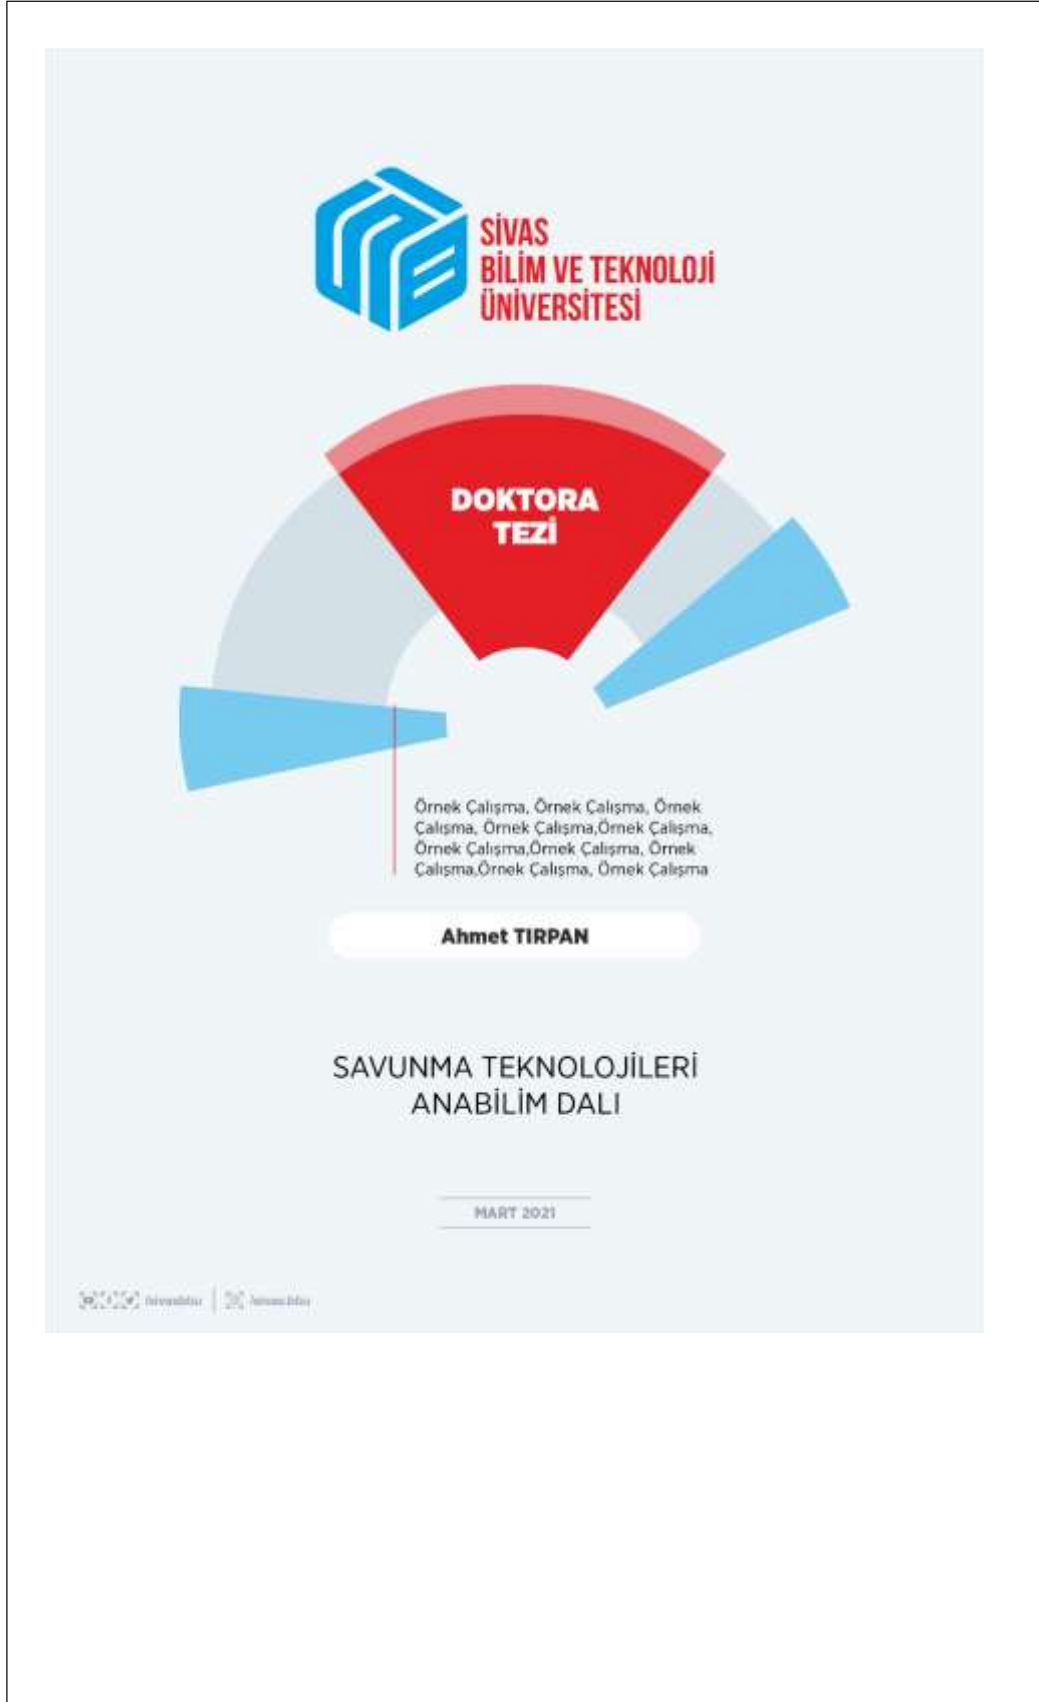 SİVAS
BİLİM VE TEKNOLOJİ
ÜNİVERSİTESİ
DOKTORA
TEZİ
Örnek Çalışma, Örnek Çalışma, Örnek
Çalışma, Örnek Çalışma,Örnek Çalışma,
Örnek Çalışma,Örnek Çalışma, Örnek
Çalışma,Örnek Çalışma, Örnek Çalışma
Ahmet TIRPAN
SAVUNMA TEKNOLOJİLERİ
ANABİLİM DALI
MART 2021